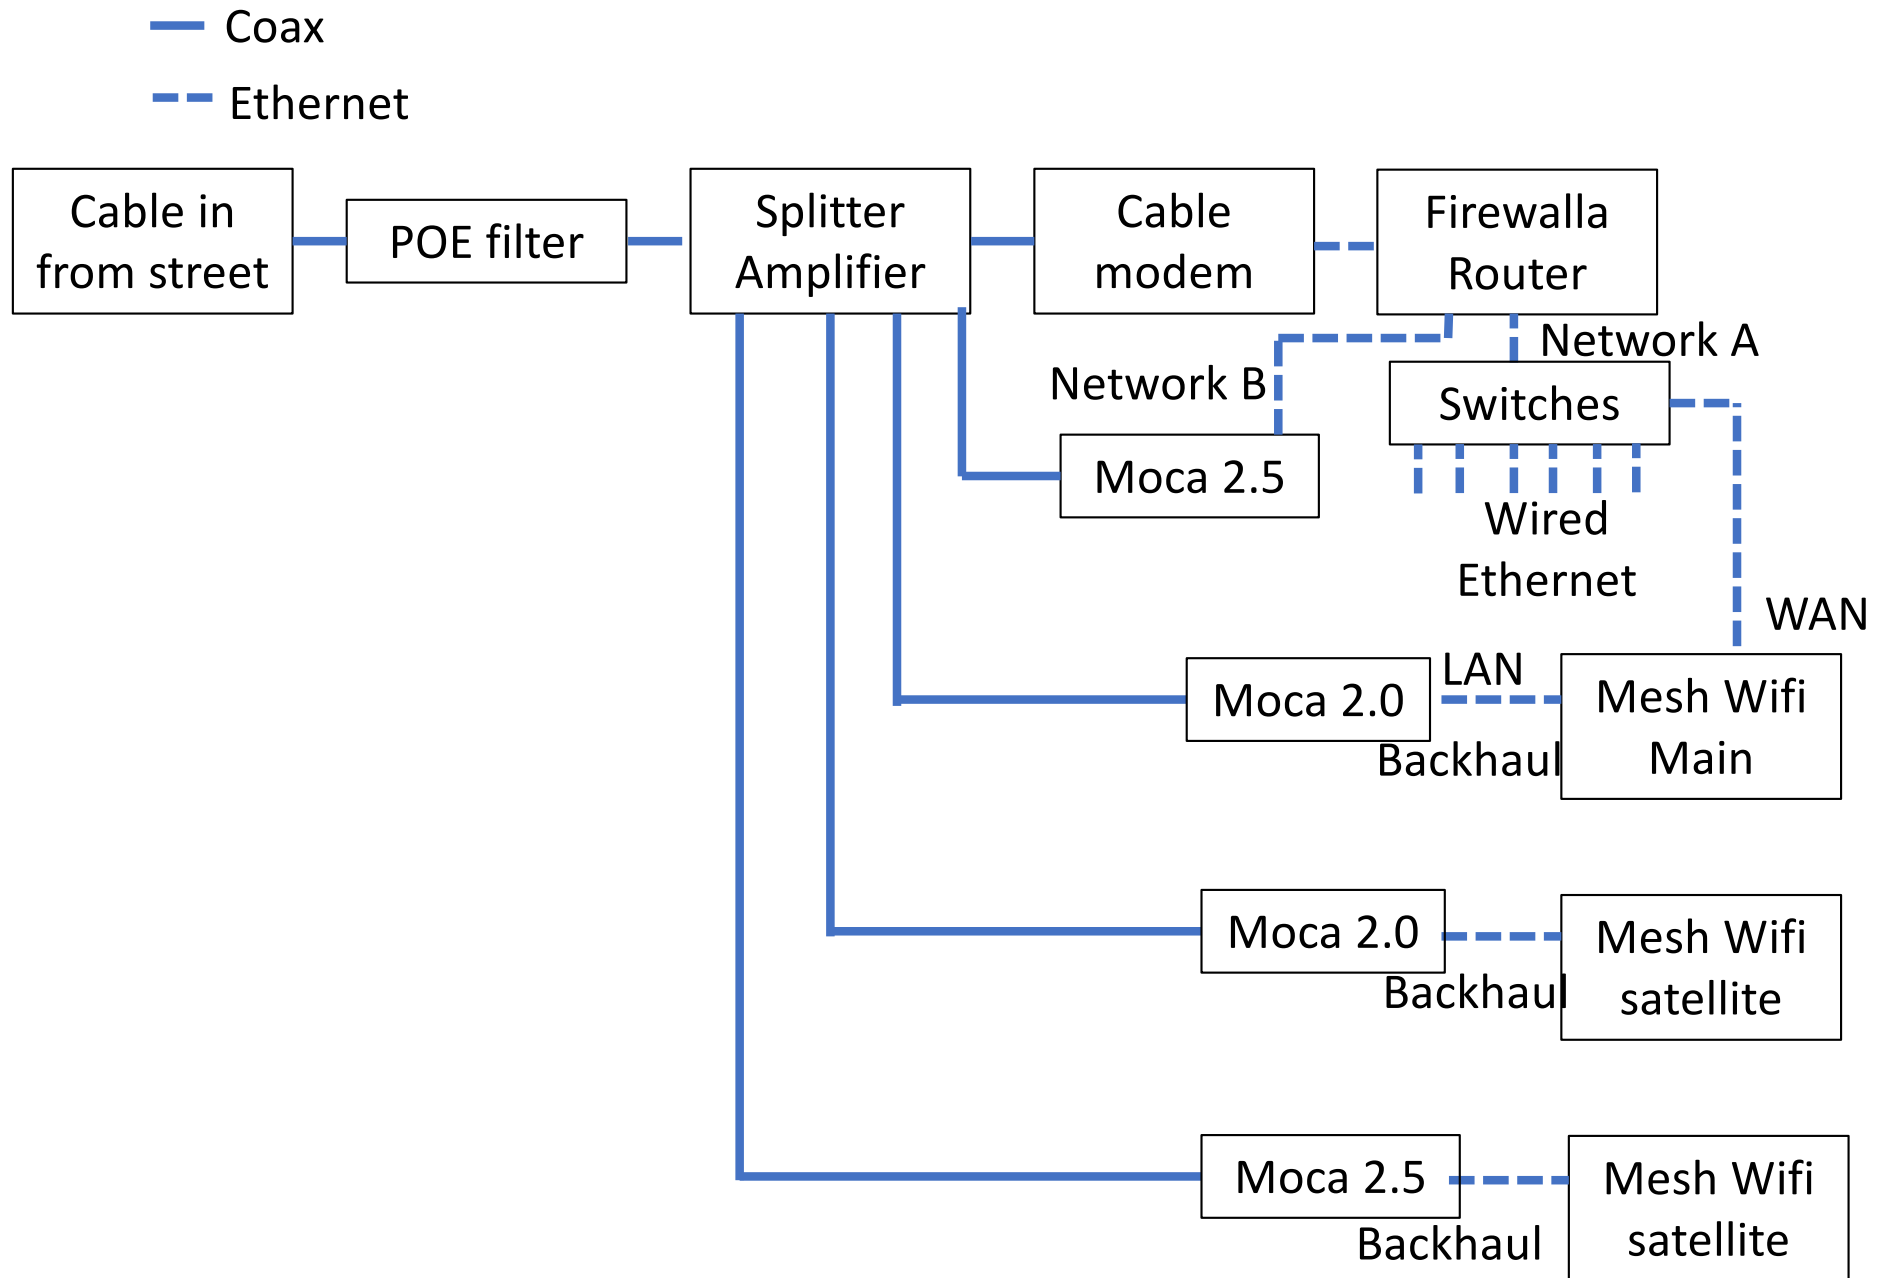 Coax
Ethernet
Cable in
from street
POE filter
Splitter
Amplifier
Cable
modem
Firewalla
Router
Network A
Network B
Switches
Moca 2.5
Wired
Ethernet
WAN
LAN
Moca 2.0
Backhaul
Mesh Wifi
Main
Moca 2.0
Backhaul
Mesh Wifi
satellite
Moca 2.5
Backhaul
Mesh Wifi
satellite